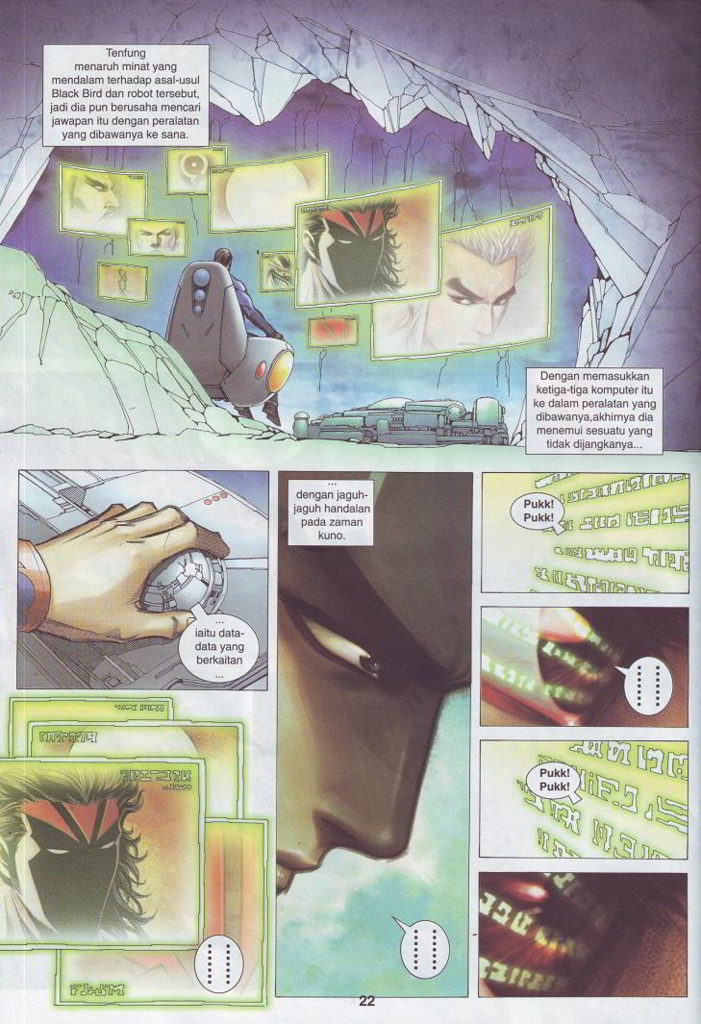 Tenfung
menaruh minat yang
mendalam terhadap asal-usul
Black Bird dan robot tersebut,
jadi dia pun berusaha mencari
jawapan itu dengan peralatan
yang dibawanya ke sana.
Dengan memasukkan
ketiga-tiga komputer itu
ke dalam peralatan yang
dibawanya,akhirnya dia
menemui sesuatu yang
tidak dijangkanya...
...
iaitu data-
data yang
berkaitan
...
...
dengan jaguh-
jaguh handalan
pada zaman
kuno.
Pukk!
Pukk!
Pukk!
Pukk!
22